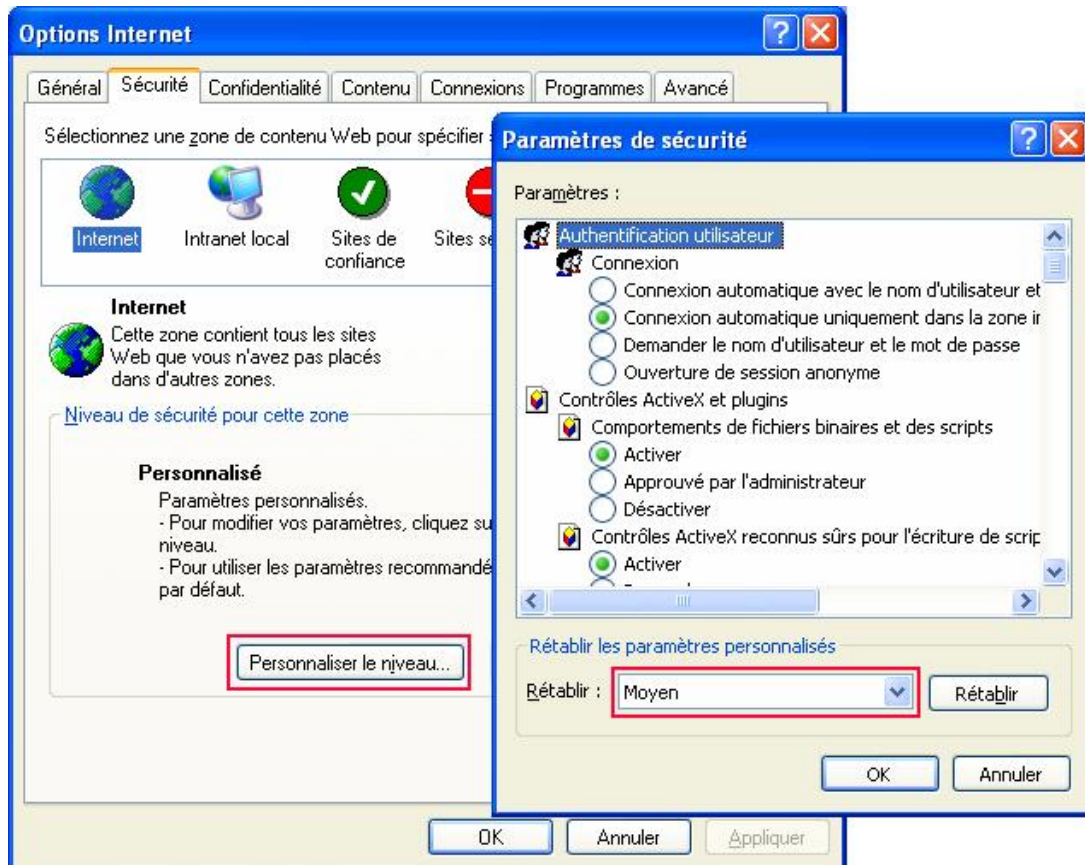 Options Internet
Général Sécurité Confidentialité Contenu Connexions Programmes Avancé
Sélectionnez une zone de contenu Web pour spécifier
Internet Intranet local Sites de confiance Sites
Internet
Cette zone contient tous les sites
Web que vous n'avez pas placés
dans d'autres zones.
Niveau de sécurité pour cette zone
Personnalisé
Paramètres personnalisés.
- Pour modifier vos paramètres, cliquez
niveau.
- Pour utiliser les paramètres
par défaut.
Personnaliser le niveau...
OK Annuler Appliquer
Paramètres de sécurité
Paramètres :
Authentification utilisateur
Connexion
Connexion automatique avec le nom d'utilisateur et
Connexion automatique uniquement dans la zone
Demander le nom d'utilisateur et le mot de passe
Ouverture de session anonyme
Contrôles ActiveX et plugins
Comportements de fichiers binaires et des scripts
Activer
Approuvé par l'administrateur
Désactiver
Contrôles ActiveX reconnus sûrs pour l'écriture de
Activer
Rétablir les paramètres personnalisés
Rétablir : Moyen Rétablir
OK Annuler